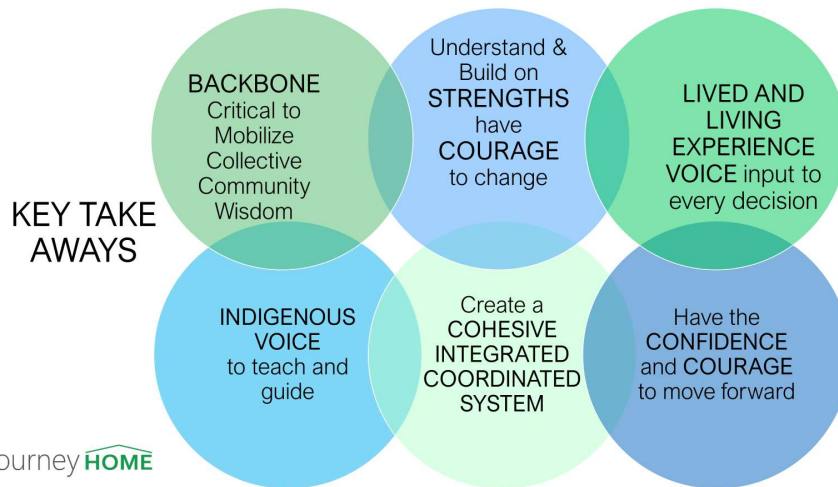 KEY TAKE
AWAYS
BACKBONE
Critical to
Mobilize
Collective
Community
Wisdom
Understand &
Build on
STRENGTHS
have
COURAGE
to change
LIVED AND
LIVING
EXPERIENCE
VOICE input to
every decision
INDIGENOUS
VOICE
to teach and
guide
Create a
COHESIVE
INTEGRATED
COORDINATED
SYSTEM
Have the
CONFIDENCE
and COURAGE
to move forward
ourney HOME